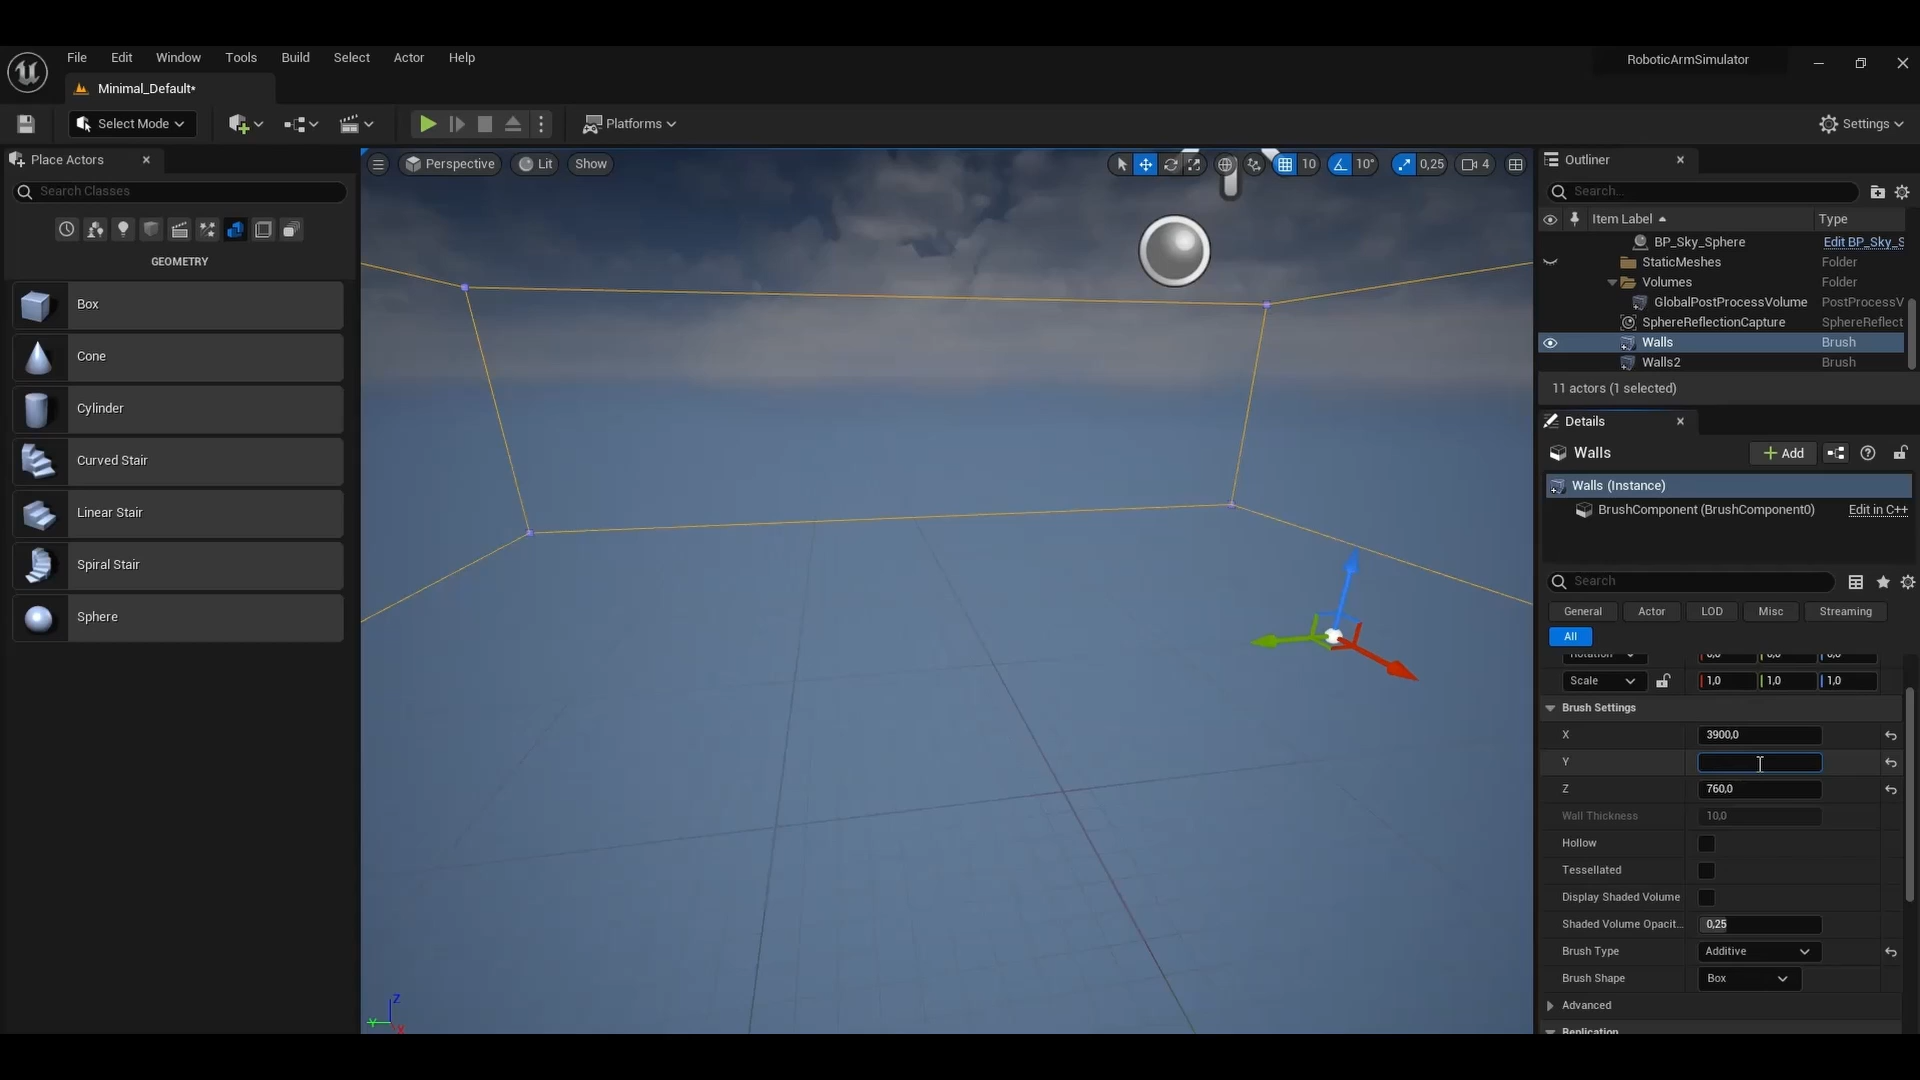 File Edit Window Tools Build Select Actor Help
RoboticArmSimulator
Minimal_Default*
Select Mode
Platforms
Settings
Place Actors
Search Classes
GEOMETRY
Box
Cone
Cylinder
Curved Stair
Linear Stair
Spiral Stair
Sphere
Perspective Lit Show
10 10° 0,25 4
Z
Y X
Outliner
Search...
Item Label Type
BP_Sky_Sphere Edit BP_Sky_S
StaticMeshes Folder
Volumes Folder
GlobalPostProcessVolume PostProcessV
SphereReflectionCapture SphereReflect
Walls Brush
Walls2 Brush
11 actors (1 selected)
Details
Walls
Add
Walls (Instance)
BrushComponent (BrushComponent0) Edit in C++
Search
General Actor LOD Misc Streaming
All
Rotation 0,0 0,0 0,0
Scale 1,0 1,0 1,0
Brush Settings
X 3900,0
Y
Z 760,0
Wall Thickness 10,0
Hollow
Tessellated
Display Shaded Volume
Shaded Volume Opacit... 0,25
Brush Type Additive
Brush Shape Box
Advanced
Replication